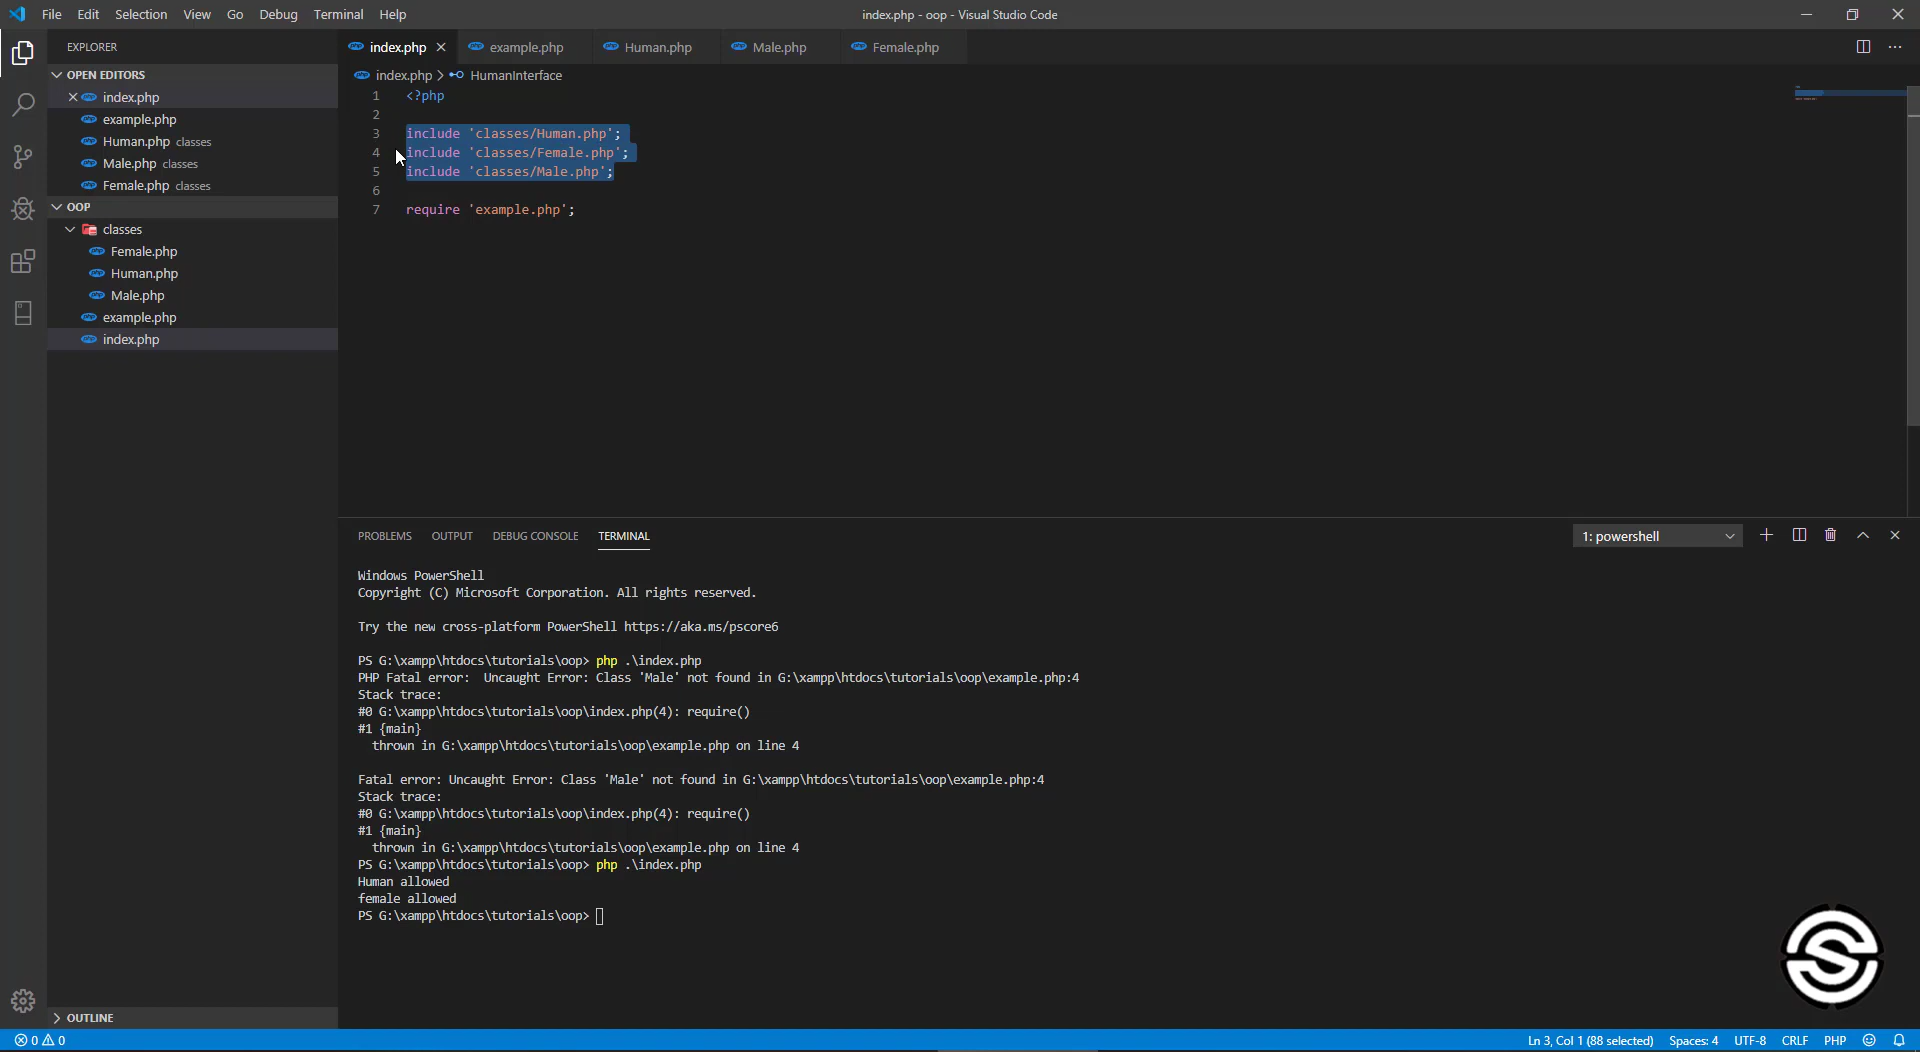 File Edit Selection View Go Debug Terminal Help
index.php - oop - Visual Studio Code
EXPLORER
OPEN EDITORS
index.php
example.php
Human.php classes
Male.php classes
Female.php classes
OOP
classes
Female.php
Human.php
Male.php
example.php
index.php
OUTLINE
index.php example.php Human.php Male.php Female.php
index.php HumanInterface
1 <?php
2
3 include 'classes/Human.php';
4 include 'classes/Female.php';
5 include 'classes/Male.php';
6
7 require 'example.php';
PROBLEMS OUTPUT DEBUG CONSOLE TERMINAL
1: powershell
Windows PowerShell
Copyright (C) Microsoft Corporation. All rights reserved.
Try the new cross-platform PowerShell https://aka.ms/pscore6
PS G:\xampp\htdocs\tutorials\oop> php .\index.php
PHP Fatal error:  Uncaught Error: Class 'Male' not found in G:\xampp\htdocs\tutorials\oop\example.php:4
Stack trace:
#0 G:\xampp\htdocs\tutorials\oop\index.php(4): require()
#1 {main}
  thrown in G:\xampp\htdocs\tutorials\oop\example.php on line 4
Fatal error: Uncaught Error: Class 'Male' not found in G:\xampp\htdocs\tutorials\oop\example.php:4
Stack trace:
#0 G:\xampp\htdocs\tutorials\oop\index.php(4): require()
#1 {main}
  thrown in G:\xampp\htdocs\tutorials\oop\example.php on line 4
PS G:\xampp\htdocs\tutorials\oop> php .\index.php
Human allowed
female allowed
PS G:\xampp\htdocs\tutorials\oop>
0 0
Ln 3, Col 1 (88 selected) Spaces: 4 UTF-8 CRLF PHP